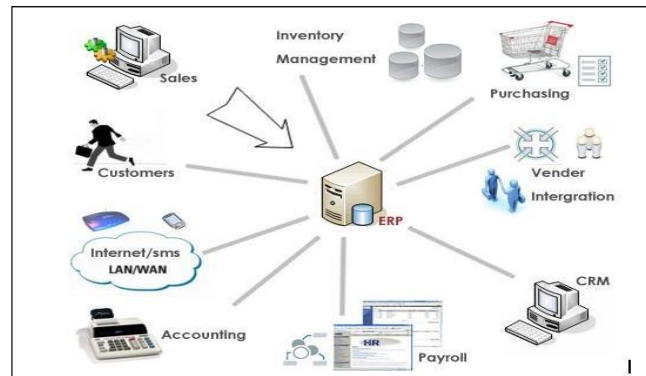 Sales
Inventory
Management
Purchasing
Customers
Vender
Intergration
ERP
Internet/sms
LAN/WAN
CRM
Accounting
HR
Payroll
I